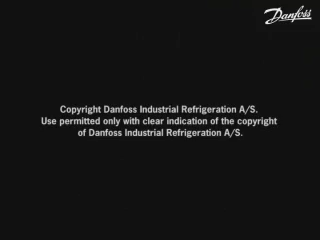 Danfoss
Copyright Danfoss Industrial Refrigeration A/S.
Use permitted only with clear indication of the copyright
of Danfoss Industrial Refrigeration A/S.